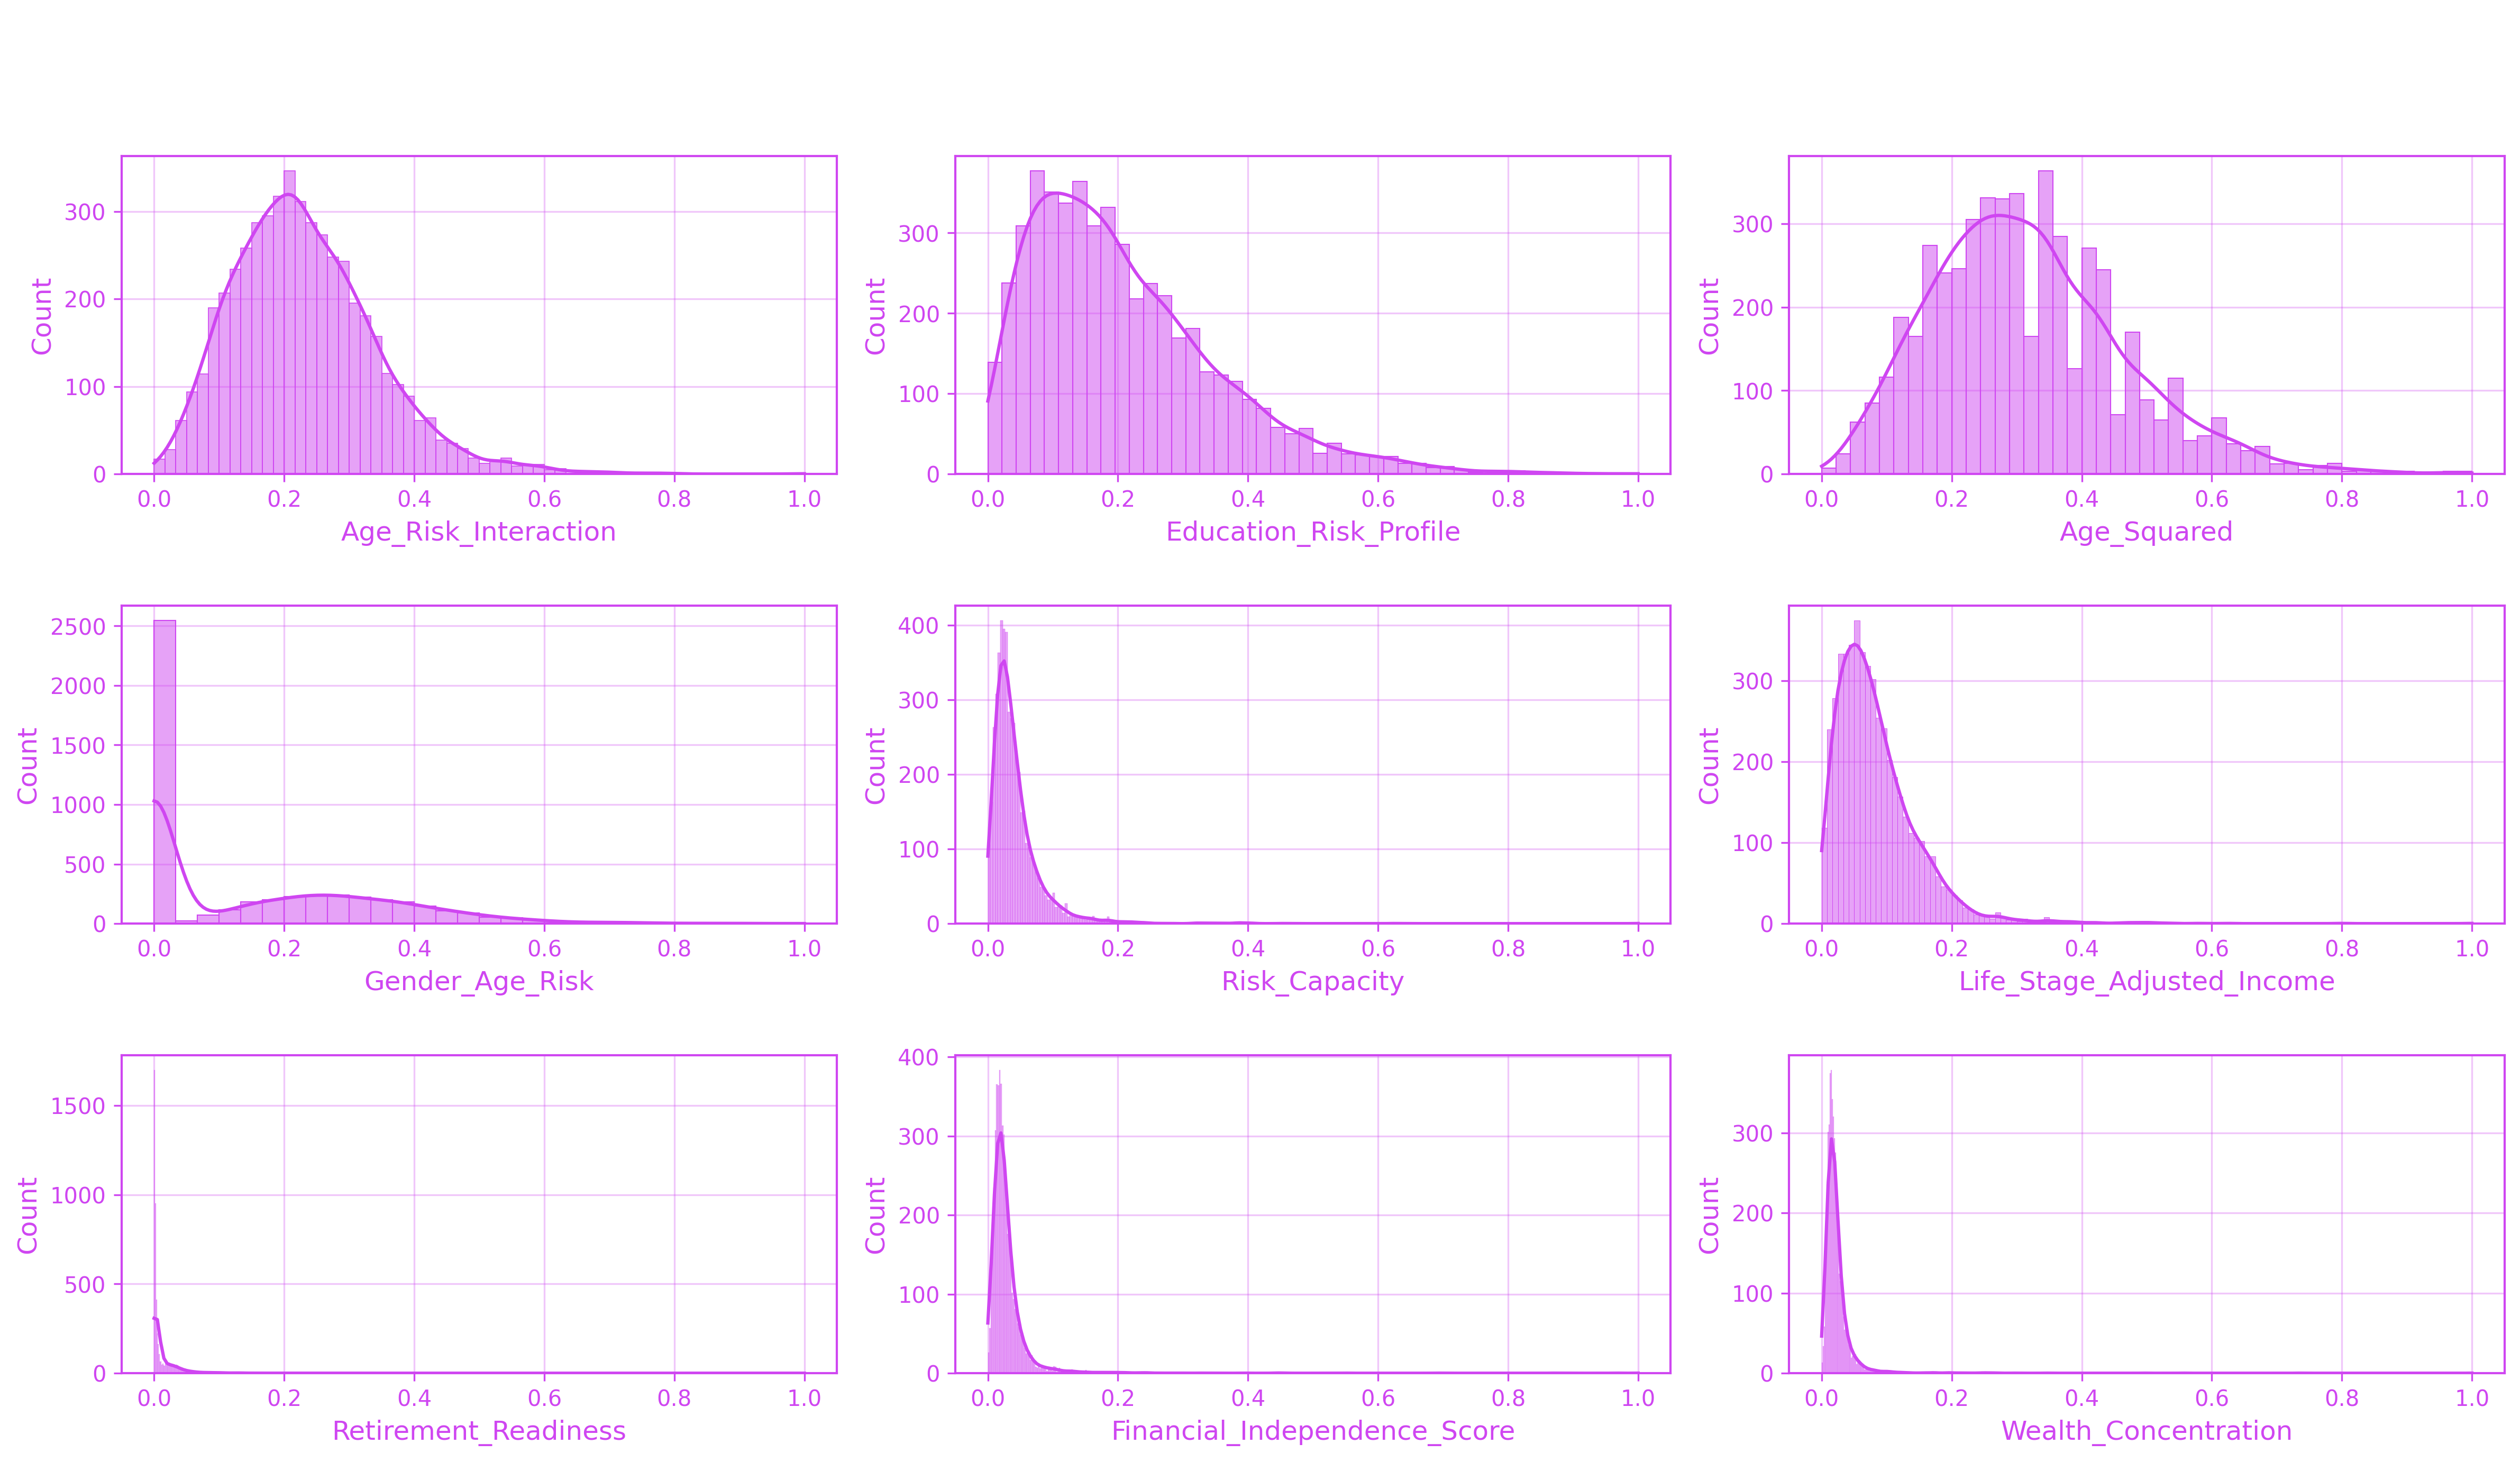 Count
300
200
100
0
0.0 0.2 0.4 0.6 0.8 1.0
Age_Risk_Interaction
Count
300
200
100
0
0.0 0.2 0.4 0.6 0.8 1.0
Education_Risk_Profile
Count
300
200
100
0
0.0 0.2 0.4 0.6 0.8 1.0
Age_Squared
Count
2500
2000
1500
1000
500
0
0.0 0.2 0.4 0.6 0.8 1.0
Gender_Age_Risk
Count
400
300
200
100
0
0.0 0.2 0.4 0.6 0.8 1.0
Risk_Capacity
Count
300
200
100
0
0.0 0.2 0.4 0.6 0.8 1.0
Life_Stage_Adjusted_Income
Count
1500
1000
500
0
0.0 0.2 0.4 0.6 0.8 1.0
Retirement_Readiness
Count
400
300
200
100
0
0.0 0.2 0.4 0.6 0.8 1.0
Financial_Independence_Score
Count
300
200
100
0
0.0 0.2 0.4 0.6 0.8 1.0
Wealth_Concentration